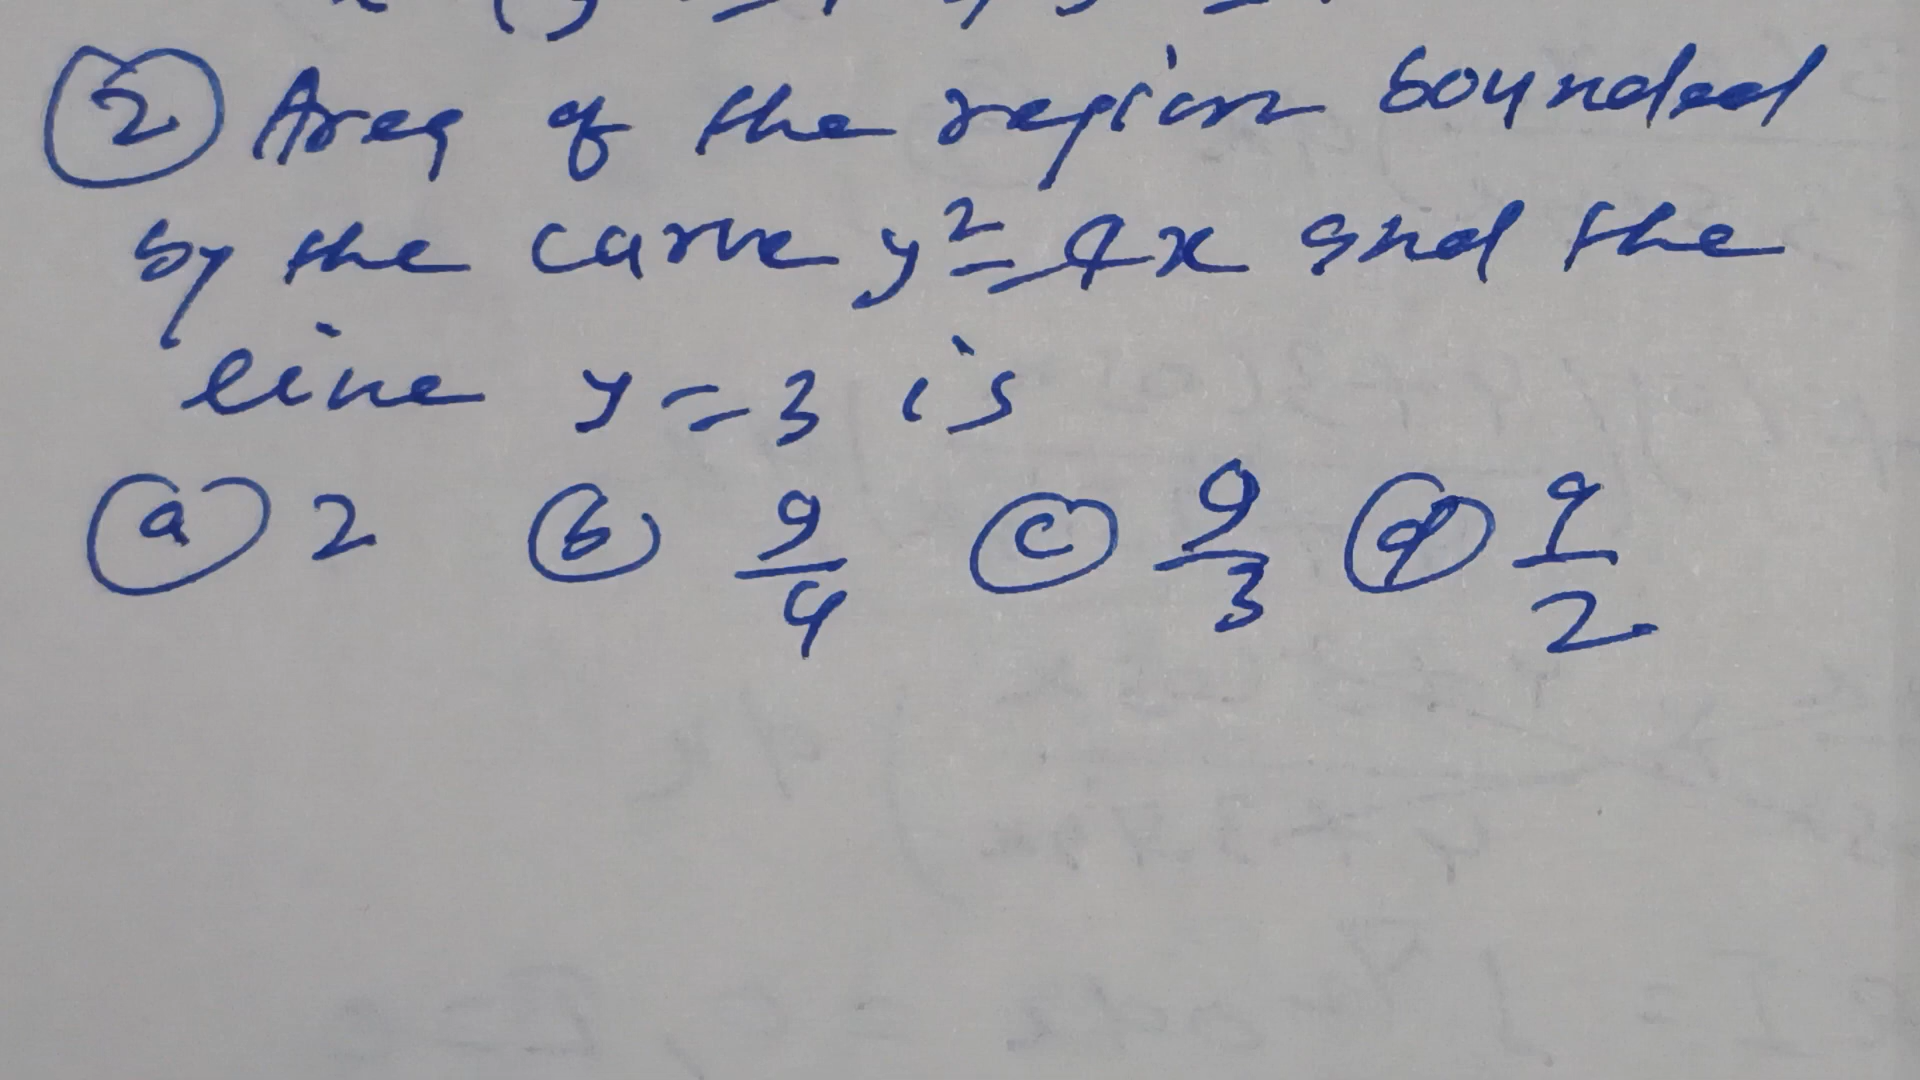 ② Area of the region bounded
by the curve y² = 4x and the
line y = 3 is
ⓐ 2 ⓑ 9/4 ⓒ 9/3 ⓓ 9/2